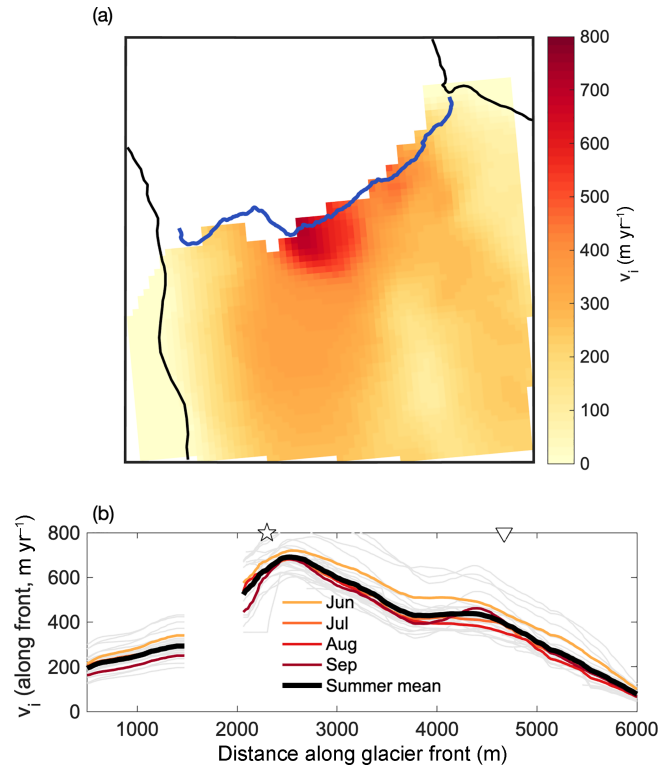 (a)
800
700
600
500
400
300
200
100
0
v_i (m yr⁻¹)
(b)
800
600
400
200
0
v_i (along front, m yr⁻¹)
Jun
Jul
Aug
Sep
Summer mean
1000 2000 3000 4000 5000 6000
Distance along glacier front (m)